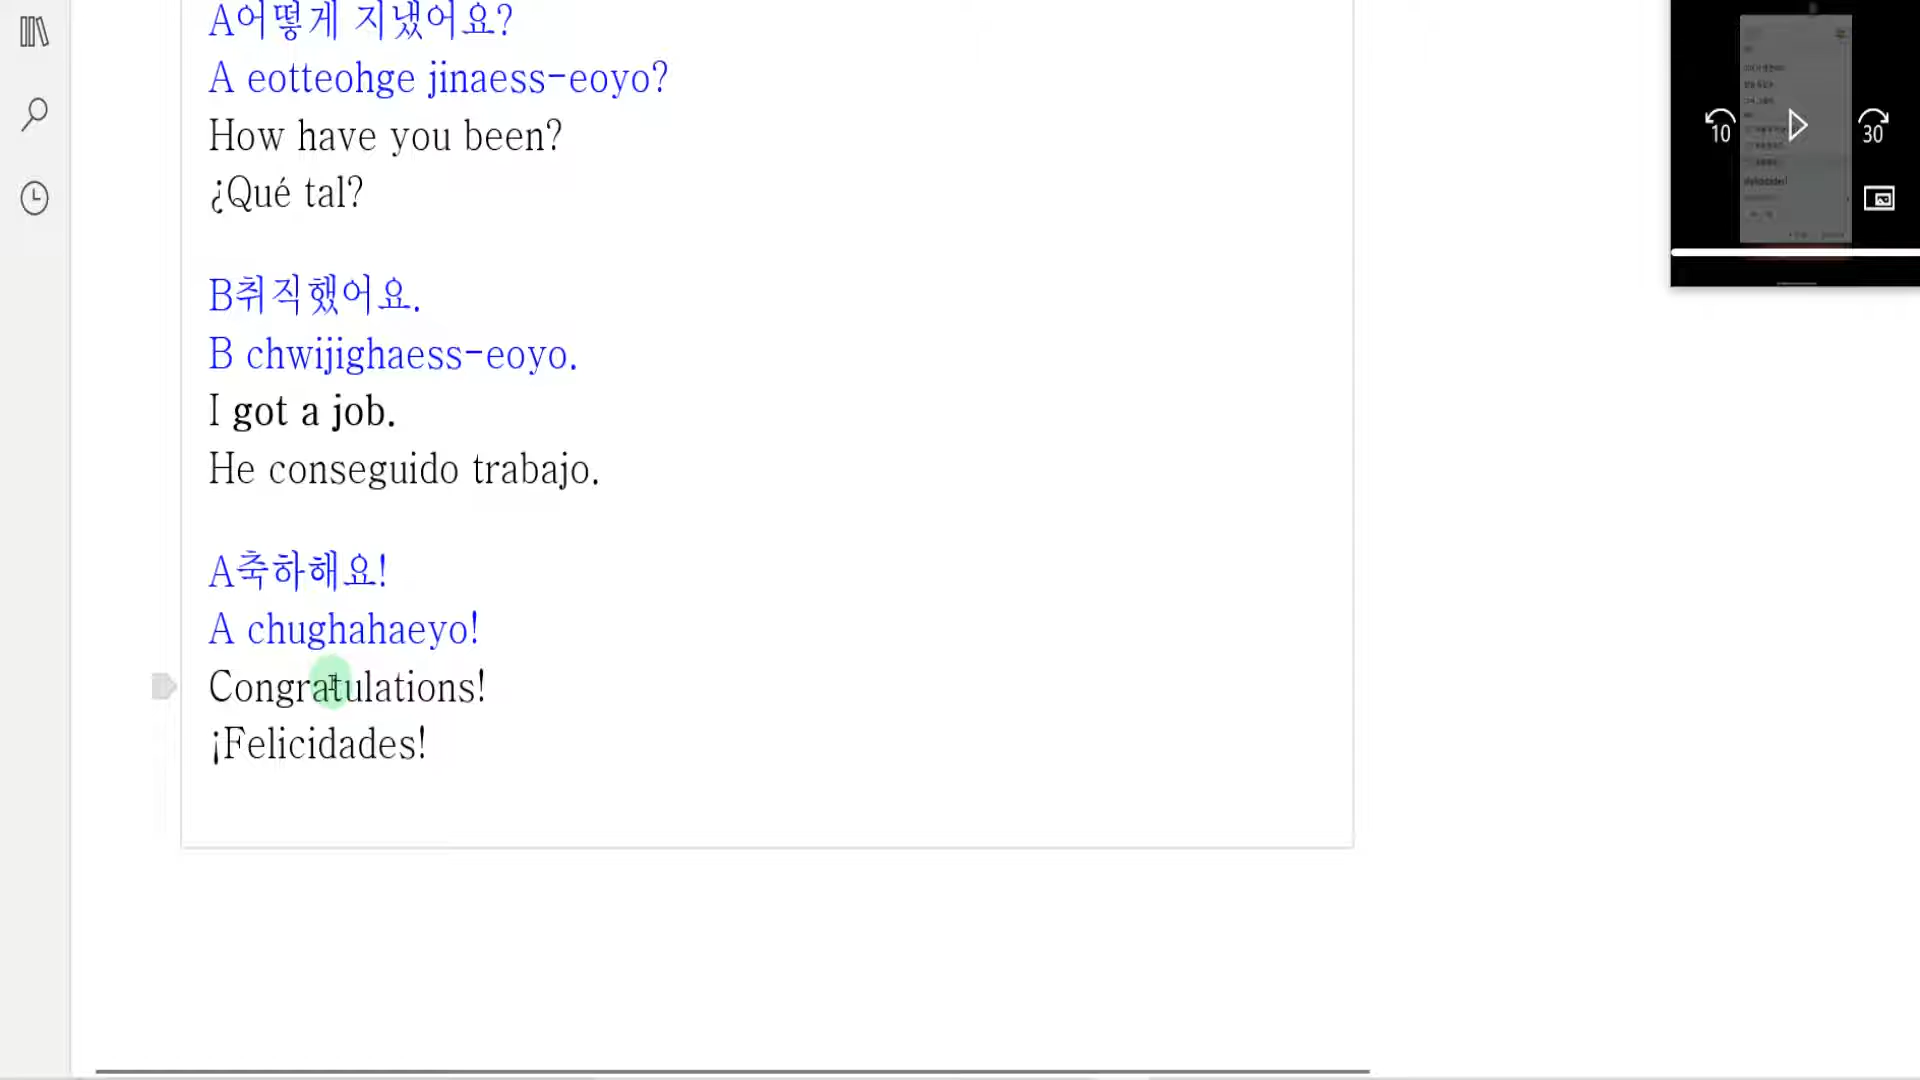 A어떻게 지냈어요?
A eotteohge jinaess-eoyo?
How have you been?
¿Qué tal?
B취직했어요.
B chwijighaess-eoyo.
I got a job.
He conseguido trabajo.
A축하해요!
A chughahaeyo!
Congratulations!
¡Felicidades!
10
30